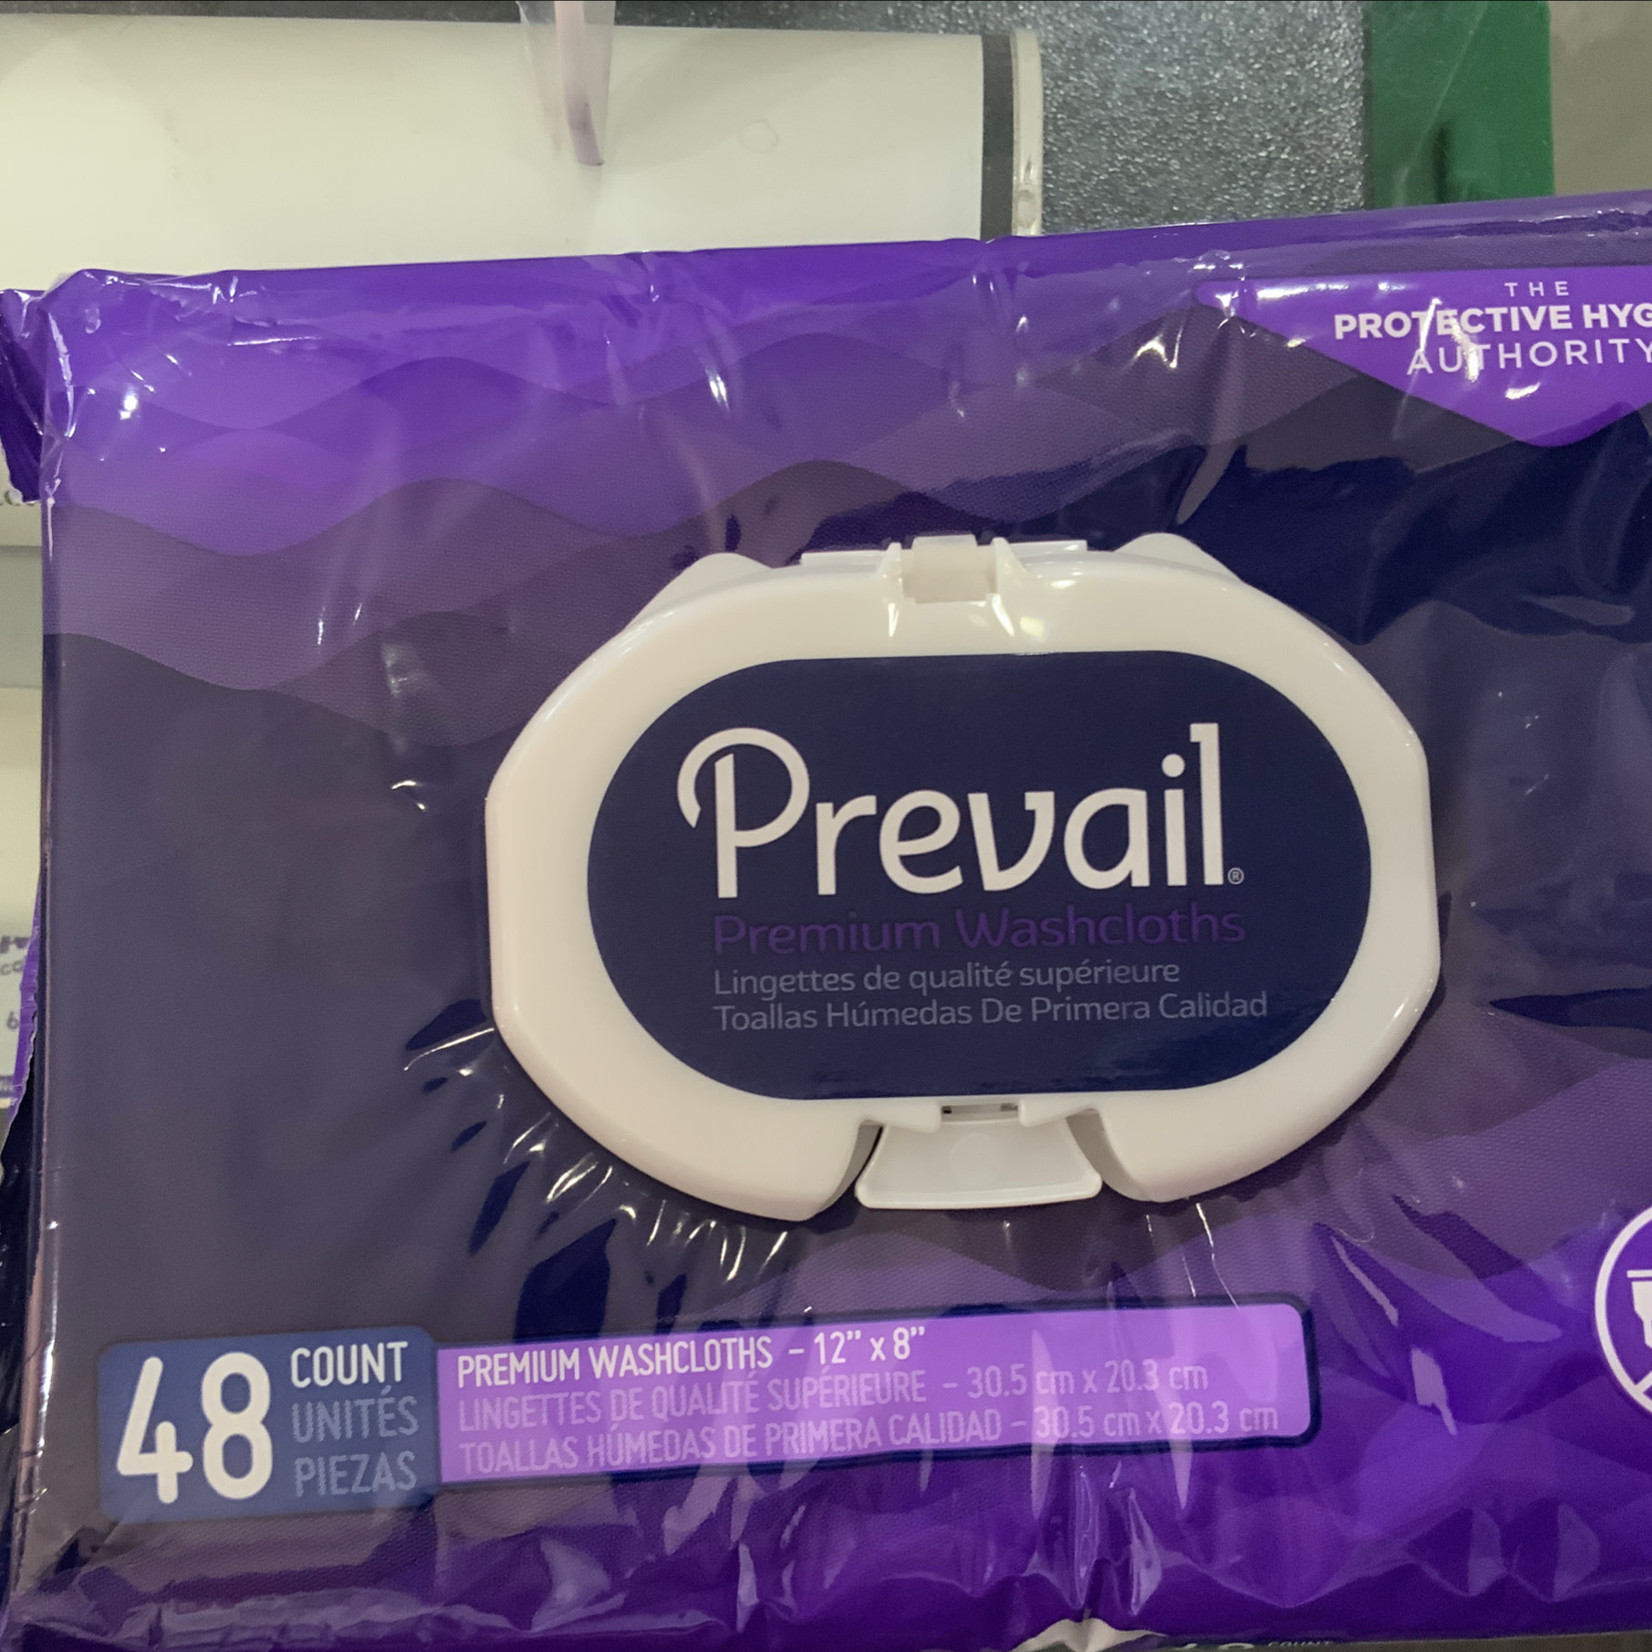 THE
PROTECTIVE
AUTHORITY
Prevail®
Premium Washcloths
Lingettes de qualité supérieure
Toallas Húmedas De Primera Calidad
48 COUNT
UNITÉS
PIEZAS
PREMIUM WASHCLOTHS – 12” x 8”
LINGETTES DE QUALITÉ SUPÉRIEURE – 30.5 cm x 20.3 cm
TOALLAS HÚMEDAS DE PRIMERA CALIDAD – 30.5 cm x 20.3 cm
COUNT